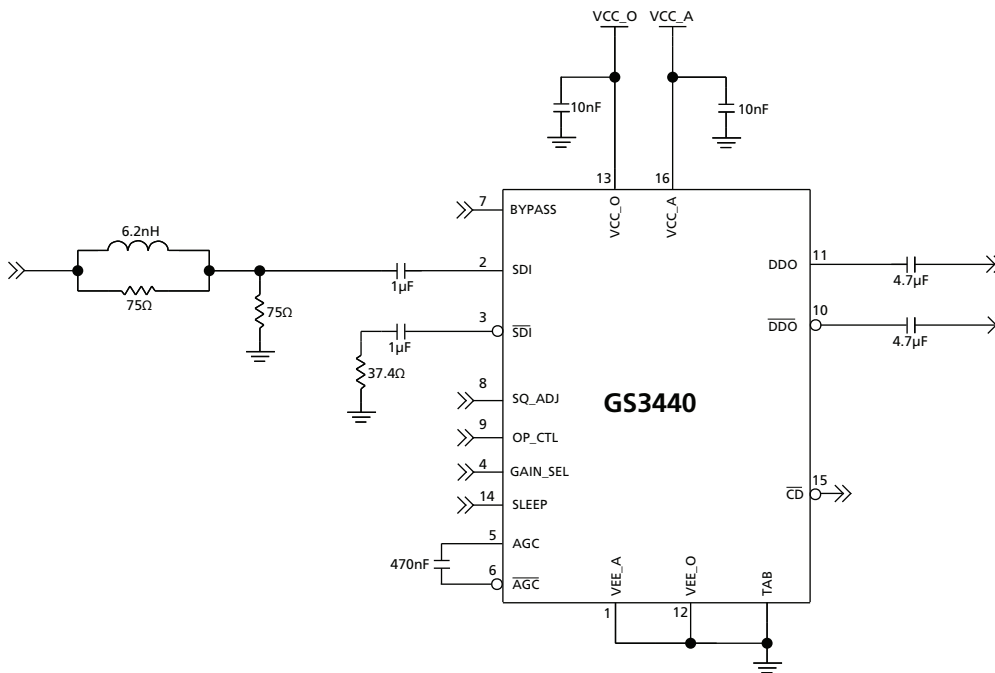 VCC_O VCC_A
10nF 10nF
13 16
VCC_O VCC_A
7 BYPASS
6.2nH
75Ω
75Ω
1µF
2 SDI
3 SDI
1µF
37.4Ω
8 SQ_ADJ
9 OP_CTL
4 GAIN_SEL
14 SLEEP
5 AGC
470nF
6 AGC
GS3440
DDO 11
4.7µF
DDO 10
4.7µF
CD 15
VEE_A VEE_O TAB
1 12